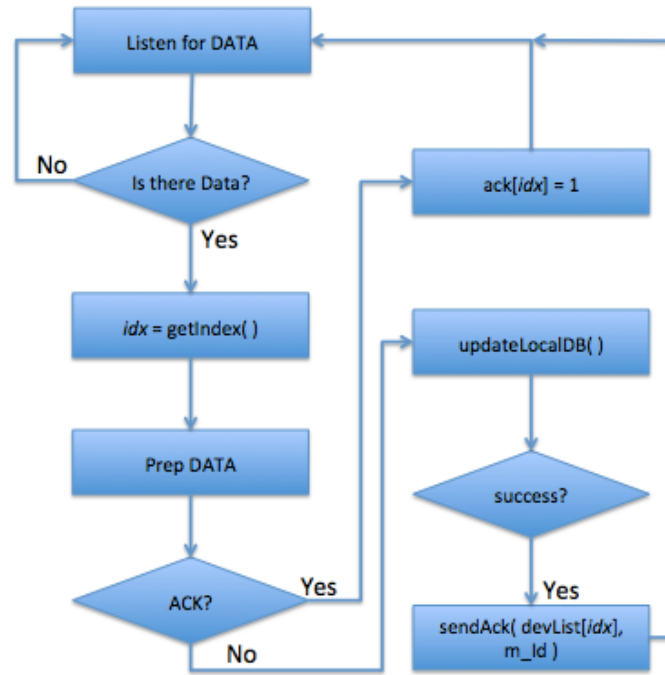 Listen for DATA
No
Is there Data?
Yes
idx = getIndex( )
Prep DATA
ACK?
Yes
No
ack[idx] = 1
updateLocalDB( )
success?
Yes
sendAck( devList[idx],
m_Id )